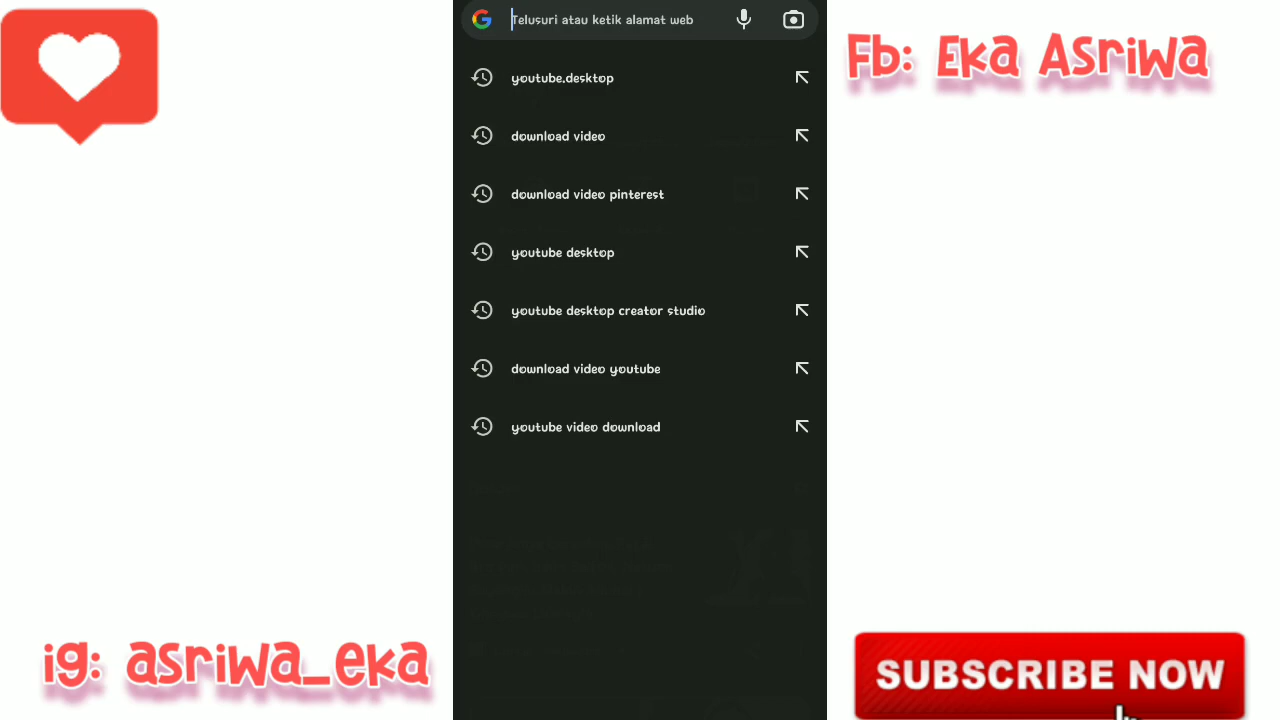 Telusuri atau ketik alamat web
Fb: Eka Asriwa
youtube.desktop
download video
download video pinterest
youtube desktop
youtube desktop creator studio
download video youtube
youtube video download
ig: asriwa_eka
SUBSCRIBE NOW